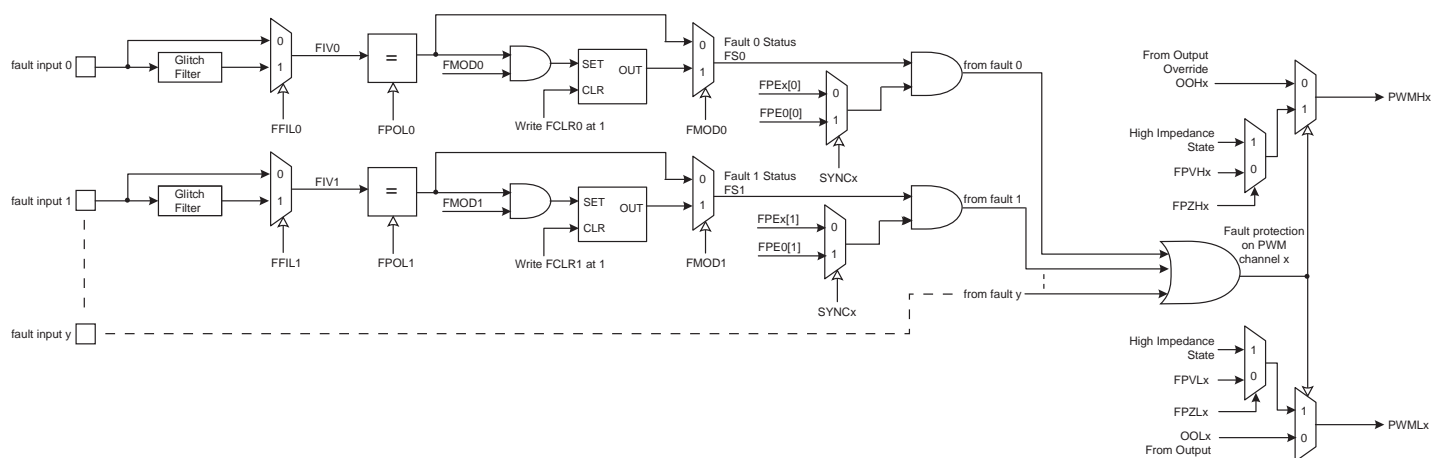 fault input 0
Glitch
Filter
0
1
FFIL0
FIV0
=
FPOL0
FMOD0
SET
OUT
CLR
Write FCLR0 at 1
0
1
FMOD0
Fault 0 Status
FS0
FPEx[0]
FPE0[0]
0
1
SYNCx
from fault 0
fault input 1
Glitch
Filter
0
1
FFIL1
FIV1
=
FPOL1
FMOD1
SET
OUT
CLR
Write FCLR1 at 1
0
1
FMOD1
Fault 1 Status
FS1
FPEx[1]
FPE0[1]
0
1
SYNCx
from fault 1
fault input y
from fault y
Fault protection
on PWM
channel x
From Output
Override
OOHx
0
1
PWMHx
High Impedance
State
1
FPVHx
0
FPZHx
High Impedance
State
1
FPVLx
0
FPZLx
1
0
PWMLx
OOLx
From Output